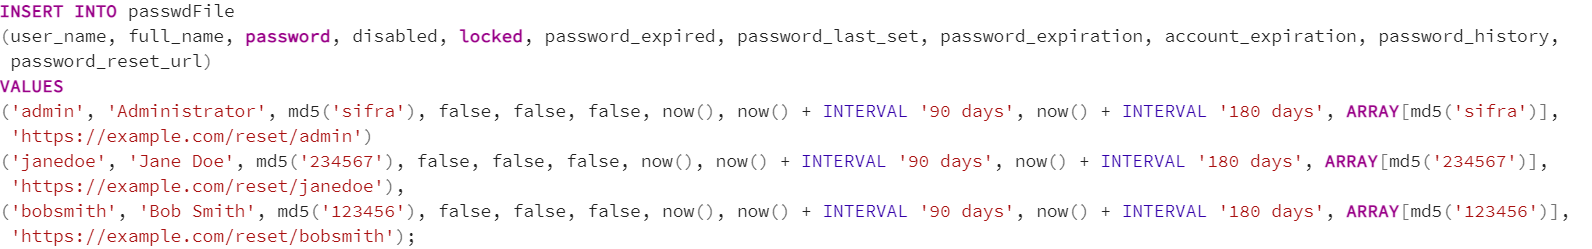 INSERT INTO passwdFile
(user_name, full_name, password, disabled, locked, password_expired, password_last_set, password_expiration, account_expiration, password_history,
password_reset_url)
VALUES
('admin', 'Administrator', md5('sifra'), false, false, false, now(), now() + INTERVAL '90 days', now() + INTERVAL '180 days', ARRAY[md5('sifra')],
'https://example.com/reset/admin')
('janedoe', 'Jane Doe', md5('234567'), false, false, false, now(), now() + INTERVAL '90 days', now() + INTERVAL '180 days', ARRAY[md5('234567')],
'https://example.com/reset/janedoe'),
('bobsmith', 'Bob Smith', md5('123456'), false, false, false, now(), now() + INTERVAL '90 days', now() + INTERVAL '180 days', ARRAY[md5('123456')],
'https://example.com/reset/bobsmith');